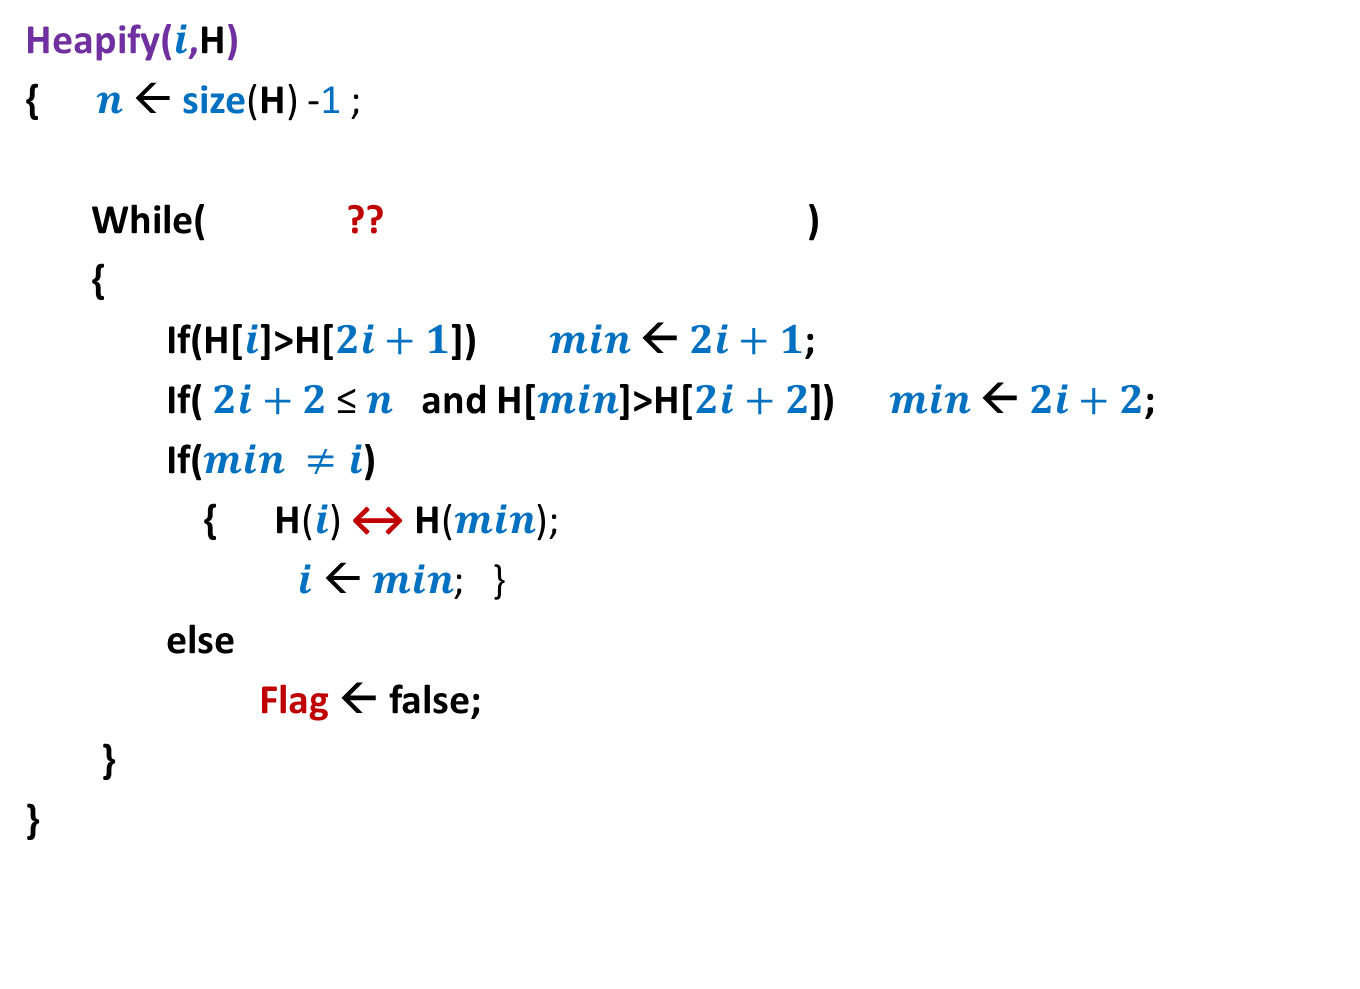 Heapify(i,H)
{ n ← size(H) -1 ;
While( ?? )
{
If(H[i]>H[2i + 1]) min ← 2i + 1;
If( 2i + 2 ≤ n and H[min]>H[2i + 2]) min ← 2i + 2;
If(min ≠ i)
{ H(i) ↔ H(min);
i ← min; }
else
Flag ← false;
}
}